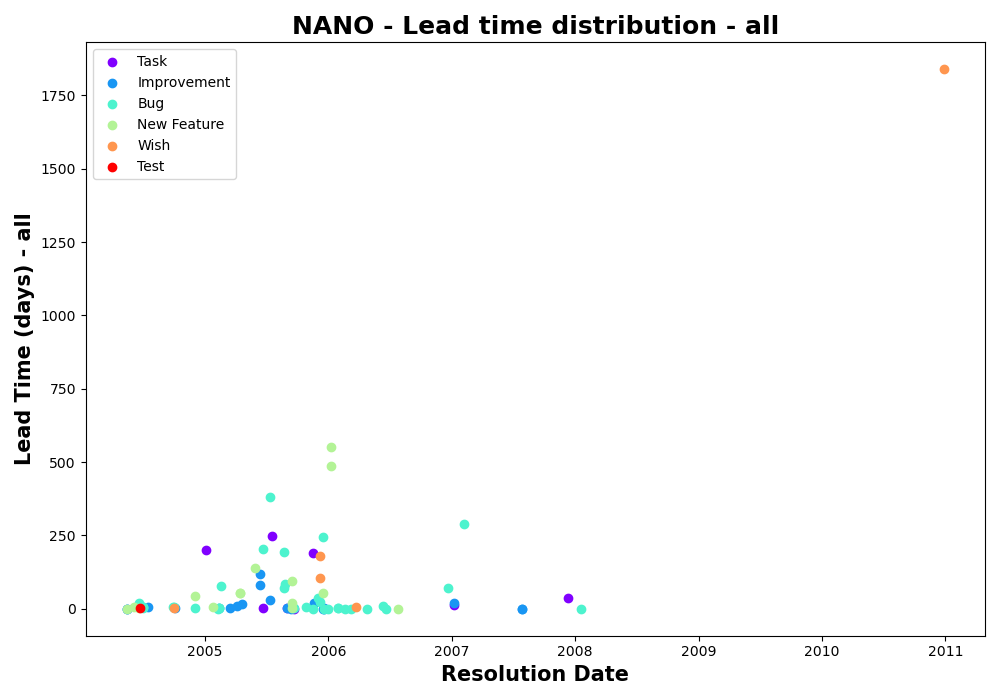 NANO - Lead time distribution - all
Task
Improvement
Bug
New Feature
Wish
Test
Lead Time (days) - all
1750
1500
1250
1000
750
500
250
0
2005 2006 2007 2008 2009 2010 2011
Resolution Date